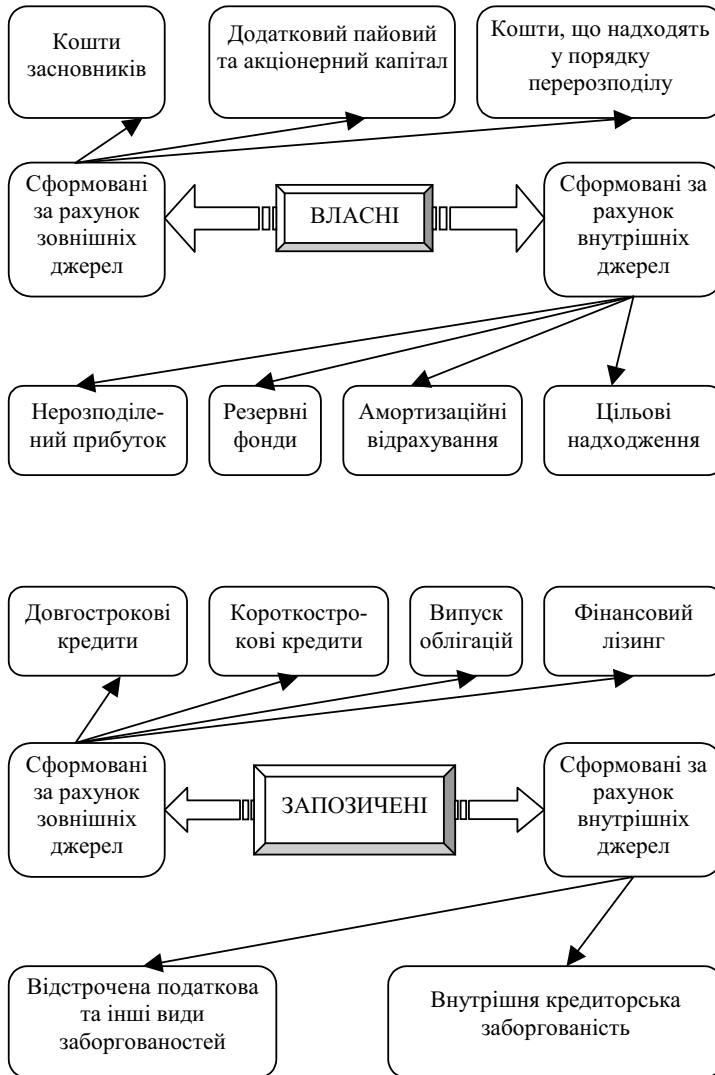 Кошти
засновників
Додатковий пайовий
та акціонерний капітал
Кошти, що надходять
у порядку
перерозподілу
Сформовані
за рахунок
зовнішніх
джерел
ВЛАСНІ
Сформовані за
рахунок
внутрішніх
джерел
Нерозподіле-
ний прибуток
Резервні
фонди
Амортизаційні
відрахування
Цільові
надходження
Довгострокові
кредити
Короткостро-
кові кредити
Випуск
облігацій
Фінансовий
лізинг
Сформовані
за рахунок
зовнішніх
джерел
ЗАПОЗИЧЕНІ
Сформовані за
рахунок
внутрішніх
джерел
Відстрочена податкова
та інші види
заборгованостей
Внутрішня кредиторська
заборгованість